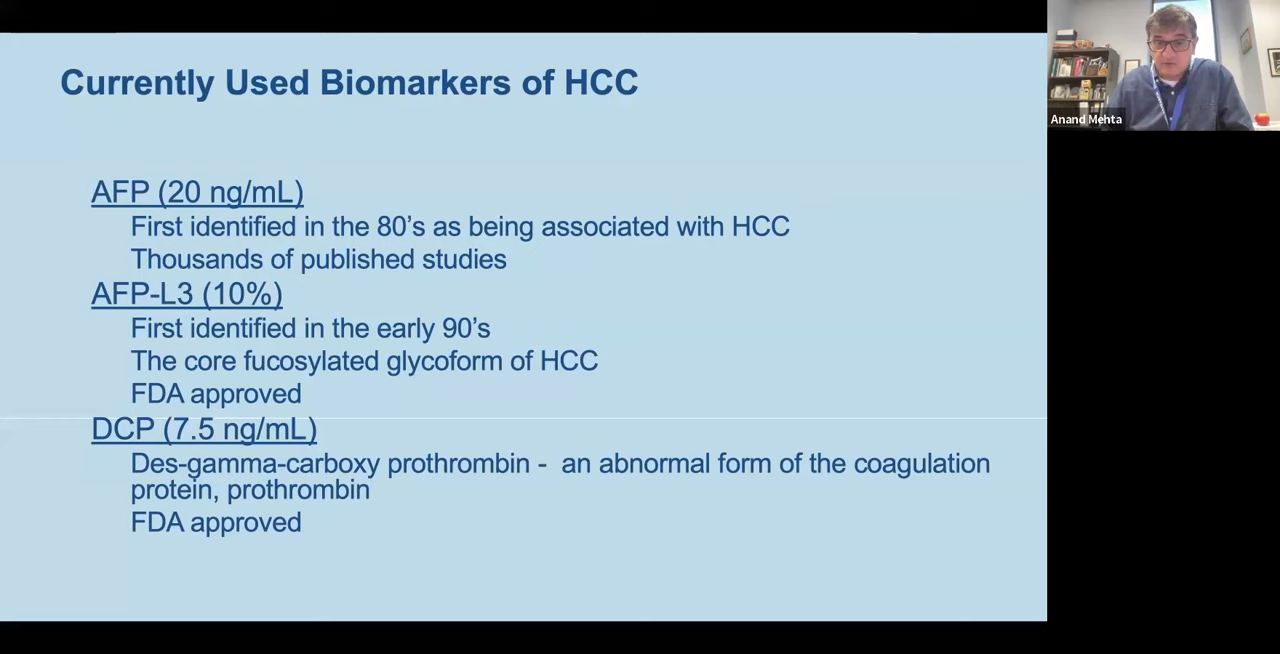 Currently Used Biomarkers of HCC
AFP (20 ng/mL)
First identified in the 80’s as being associated with HCC
Thousands of published studies
AFP-L3 (10%)
First identified in the early 90’s
The core fucosylated glycoform of HCC
FDA approved
DCP (7.5 ng/mL)
Des-gamma-carboxy prothrombin -  an abnormal form of the coagulation
protein, prothrombin
FDA approved
Anand Mehta